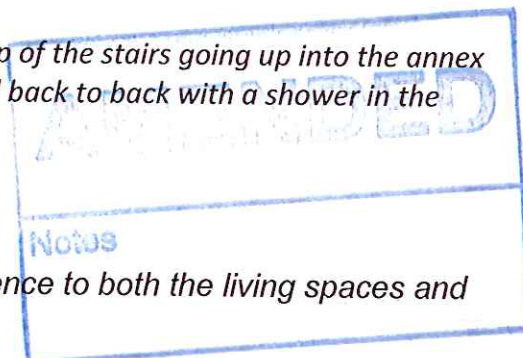 p of the stairs going up into the annex
back to back with a shower in the
AMENDED
Notes
ence to both the living spaces and